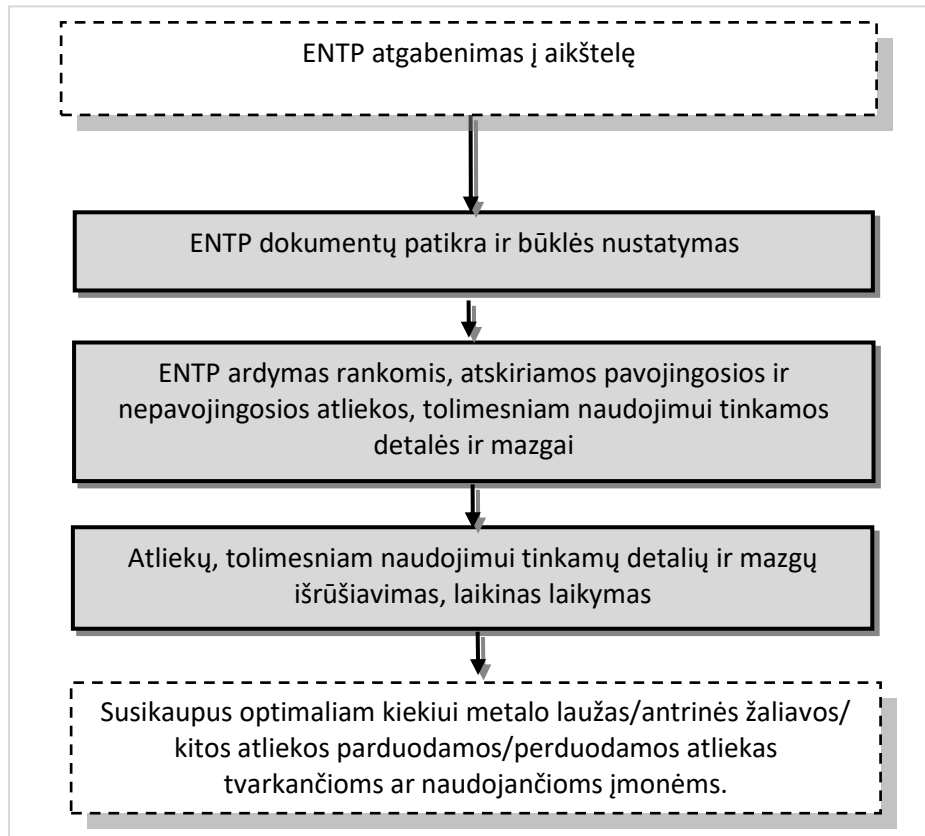 ENTP atgabenimas į aikštelę
ENTP dokumentų patikra ir būklės nustatymas
ENTP ardymas rankomis, atskiriamos pavojingosios ir
nepavojingosios atliekos, tolimesniam naudojimui tinkamos
detalės ir mazgai
Atliekų, tolimesniam naudojimui tinkamų detalių ir mazgų
išrūšiavimas, laikinas laikymas
Susikaupus optimaliam kiekiui metalo laužas/antrinės žaliavos/
kitos atliekos parduodamos/perduodamos atliekas
tvarkančioms ar naudojančioms įmonėms.